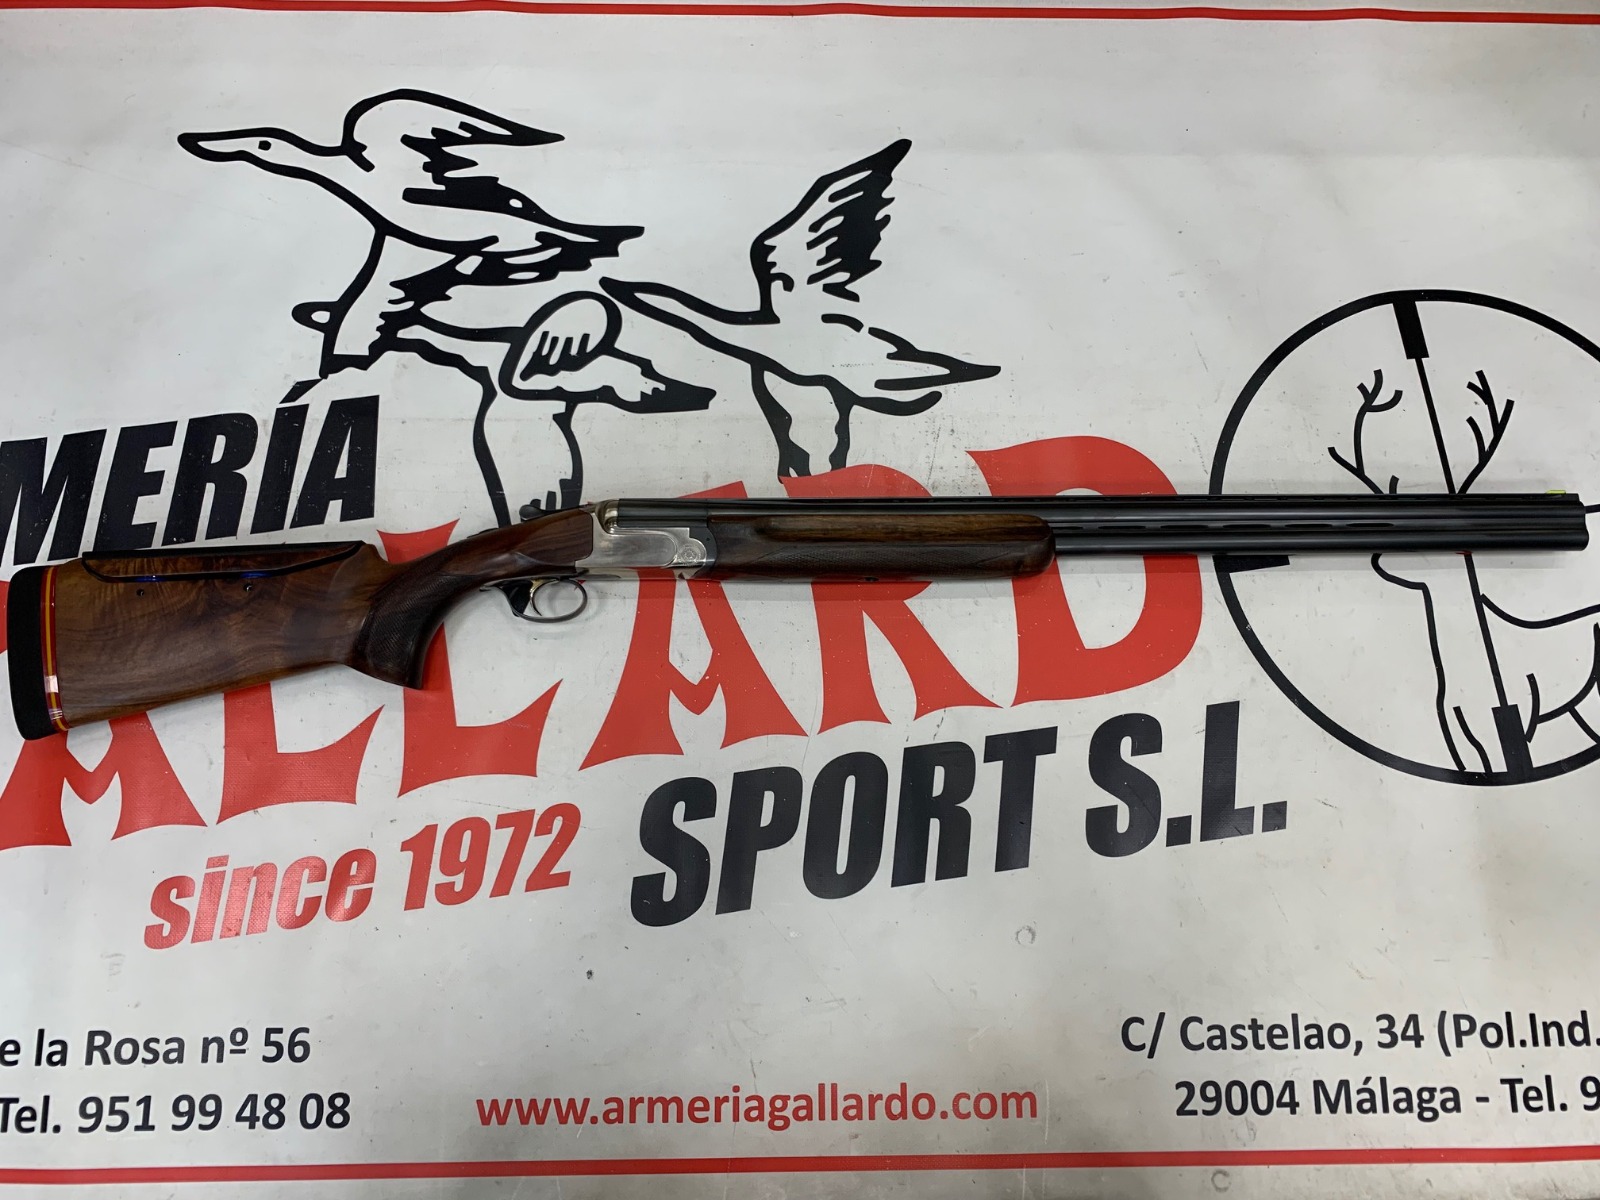 MERÍA
ALLARDO
since 1972
SPORT S.L.
e la Rosa nº 56
Tel. 951 99 48 08
www.armeriagallardo.com
C/ Castelao, 34 (Pol.Ind.
29004 Málaga - Tel. 9